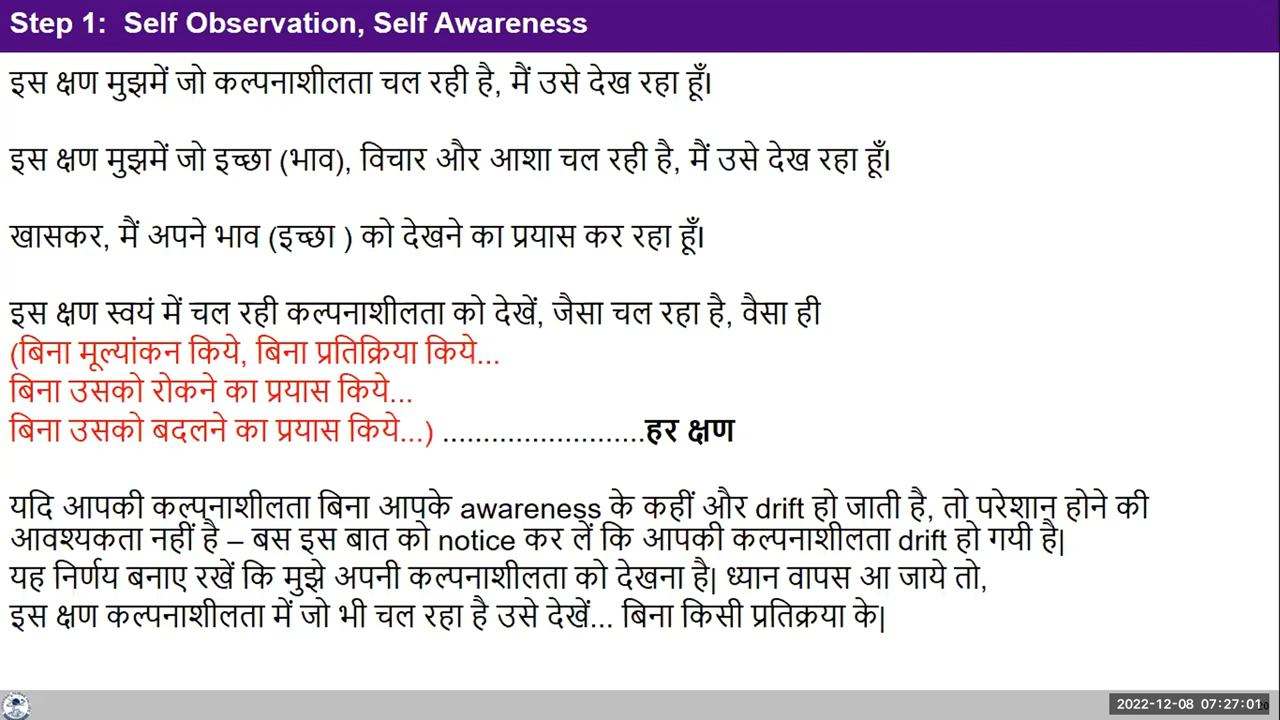 Step 1:  Self Observation, Self Awareness
इस क्षण मुझमें जो कल्पनाशीलता चल रही है, मैं उसे देख रहा हूँ।
इस क्षण मुझमें जो इच्छा (भाव), विचार और आशा चल रही है, मैं उसे देख रहा हूँ।
खासकर, मैं अपने भाव (इच्छा ) को देखने का प्रयास कर रहा हूँ।
इस क्षण स्वयं में चल रही कल्पनाशीलता को देखें, जैसा चल रहा है, वैसा ही
(बिना मूल्यांकन किये, बिना प्रतिक्रिया किये...
बिना उसको रोकने का प्रयास किये...
बिना उसको बदलने का प्रयास किये...) .........................हर क्षण
यदि आपकी कल्पनाशीलता बिना आपके awareness के कहीं और drift हो जाती है, तो परेशान होने की
आवश्यकता नहीं है – बस इस बात को notice कर लें कि आपकी कल्पनाशीलता drift हो गयी है|
यह निर्णय बनाए रखें कि मुझे अपनी कल्पनाशीलता को देखना है| ध्यान वापस आ जाये तो,
इस क्षण कल्पनाशीलता में जो भी चल रहा है उसे देखें... बिना किसी प्रतिक्रया के|
2022-12-08 07:27:01